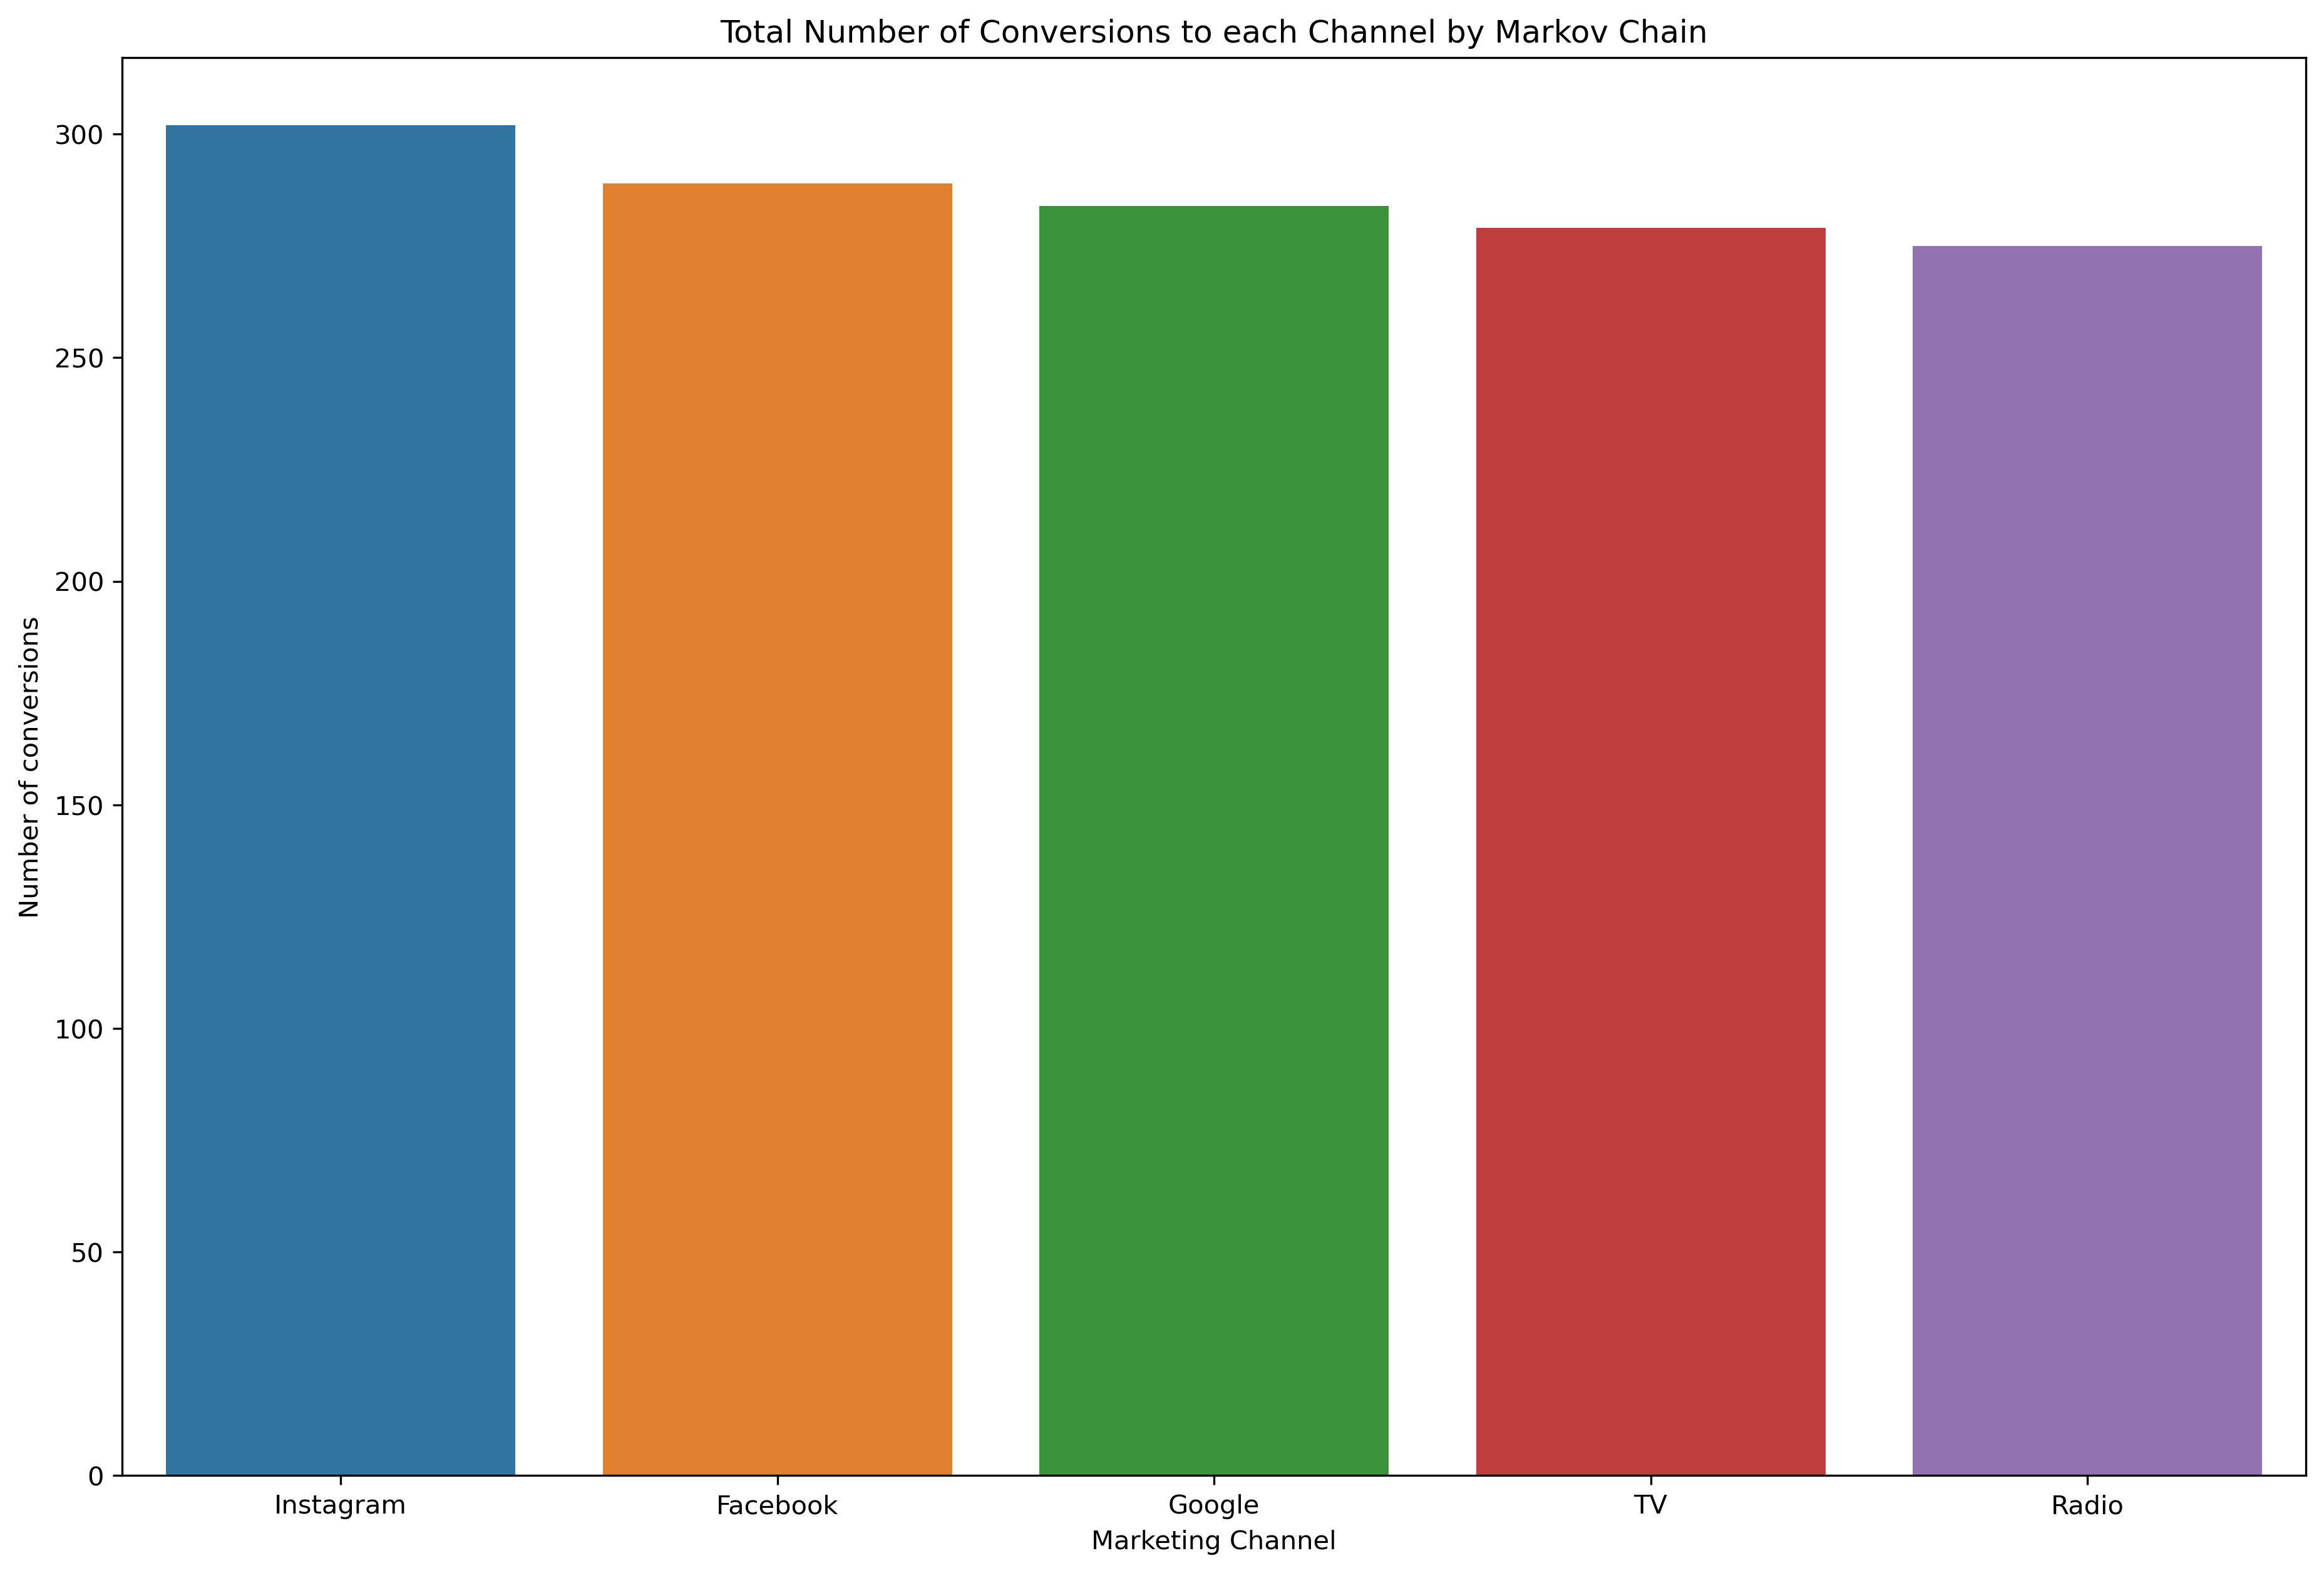 Total Number of Conversions to each Channel by Markov Chain
Number of conversions
300
250
200
150
100
50
0
Instagram Facebook Google TV Radio
Marketing Channel